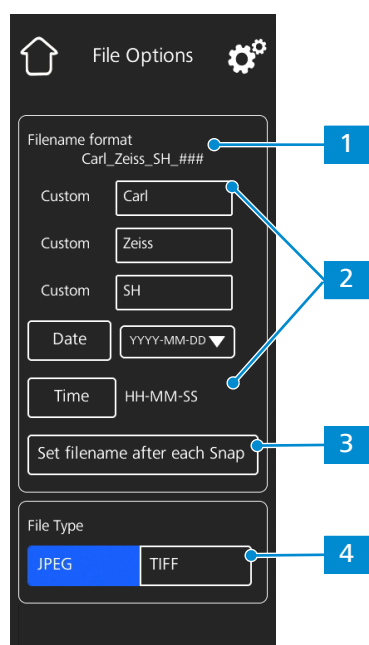 File Options
Filename format
1
Carl_Zeiss_SH_###
Custom Carl
Custom Zeiss
2
Custom SH
Date YYYY-MM-DD
Time HH-MM-SS
3
Set filename after each Snap
File Type
4
JPEG TIFF